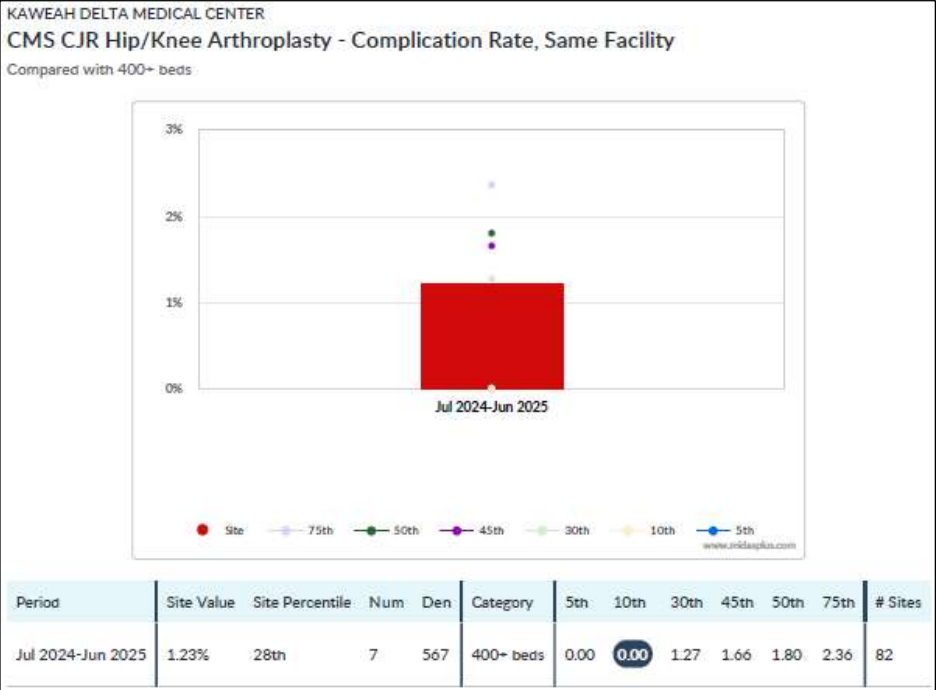 KAWEAH DELTA MEDICAL CENTER
CMS CJR Hip/Knee Arthroplasty - Complication Rate, Same Facility
Compared with 400+ beds
3%
2%
1%
0%
Jul 2024-Jun 2025
Site 75th 50th 45th 30th 10th 5th
www.midasplus.com
Period Site Value Site Percentile Num Den Category 5th 10th 30th 45th 50th 75th # Sites
Jul 2024-Jun 2025 1.23% 28th 7 567 400+ beds 0.00 0.00 1.27 1.66 1.80 2.36 82